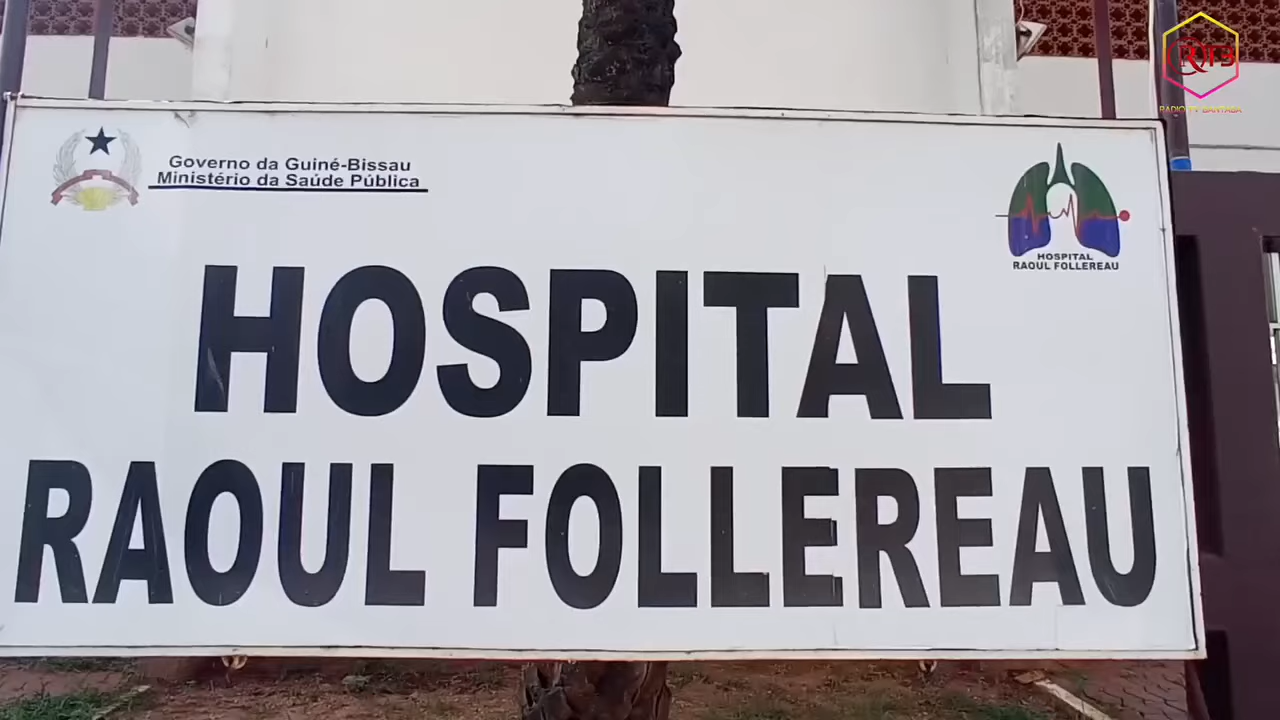 Governo da Guiné-Bissau
Ministério da Saúde Pública
HOSPITAL
RAOUL FOLLEREAU
HOSPITAL
RAOUL FOLLEREAU